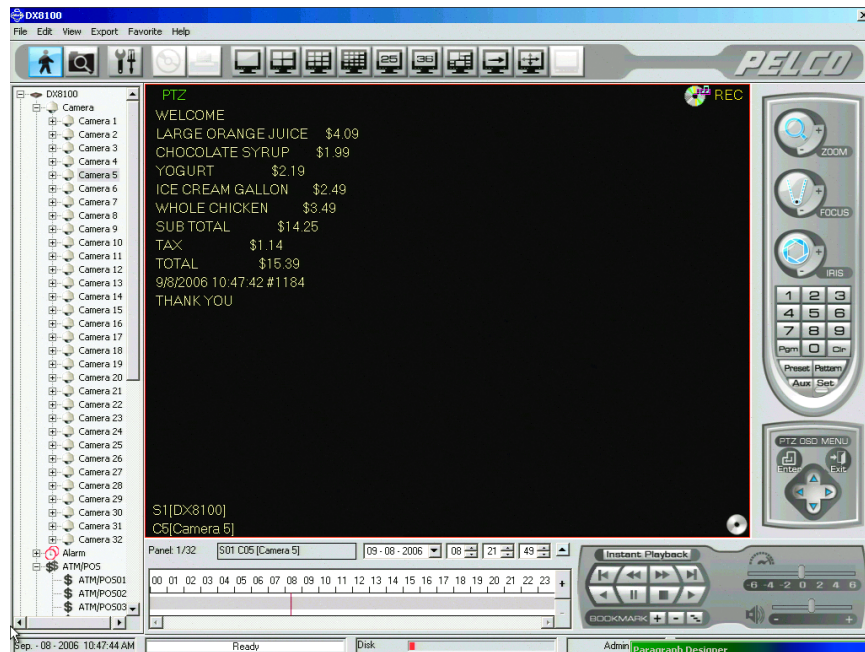 DX8100
File Edit View Export Favorite Help
25 36
PELCO
DX8100
Camera
Camera 1
Camera 2
Camera 3
Camera 4
Camera 5
Camera 6
Camera 7
Camera 8
Camera 9
Camera 10
Camera 11
Camera 12
Camera 13
Camera 14
Camera 15
Camera 16
Camera 17
Camera 18
Camera 19
Camera 20
Camera 21
Camera 22
Camera 23
Camera 24
Camera 25
Camera 26
Camera 27
Camera 28
Camera 29
Camera 30
Camera 31
Camera 32
Alarm
ATM/POS
ATM/POS01
ATM/POS02
ATM/POS03
PTZ
REC
WELCOME
LARGE ORANGE JUICE $4.09
CHOCOLATE SYRUP $1.99
YOGURT $2.19
ICE CREAM GALLON $2.49
WHOLE CHICKEN $3.49
SUB TOTAL $14.25
TAX $1.14
TOTAL $15.39
9/8/2006 10:47:42 #1184
THANK YOU
S1[DX8100]
C5[Camera 5]
ZOOM
FOCUS
IRIS
1 2 3
4 5 6
7 8 9
Pgm 0 Clr
Preset Pattern
Aux Set
PTZ OSD MENU
Enter Exit
Panel: 1/32 S01 C05 [Camera 5] 09 - 08 - 2006 08 21 49
00 01 02 03 04 05 06 07 08 09 10 11 12 13 14 15 16 17 18 19 20 21 22 23
Instant Playback
-6 -4 -2 0 2 4 6
BOOKMARK
Sep. - 08 - 2006 10:47:44 AM Ready Disk Admin Paragraph Designer